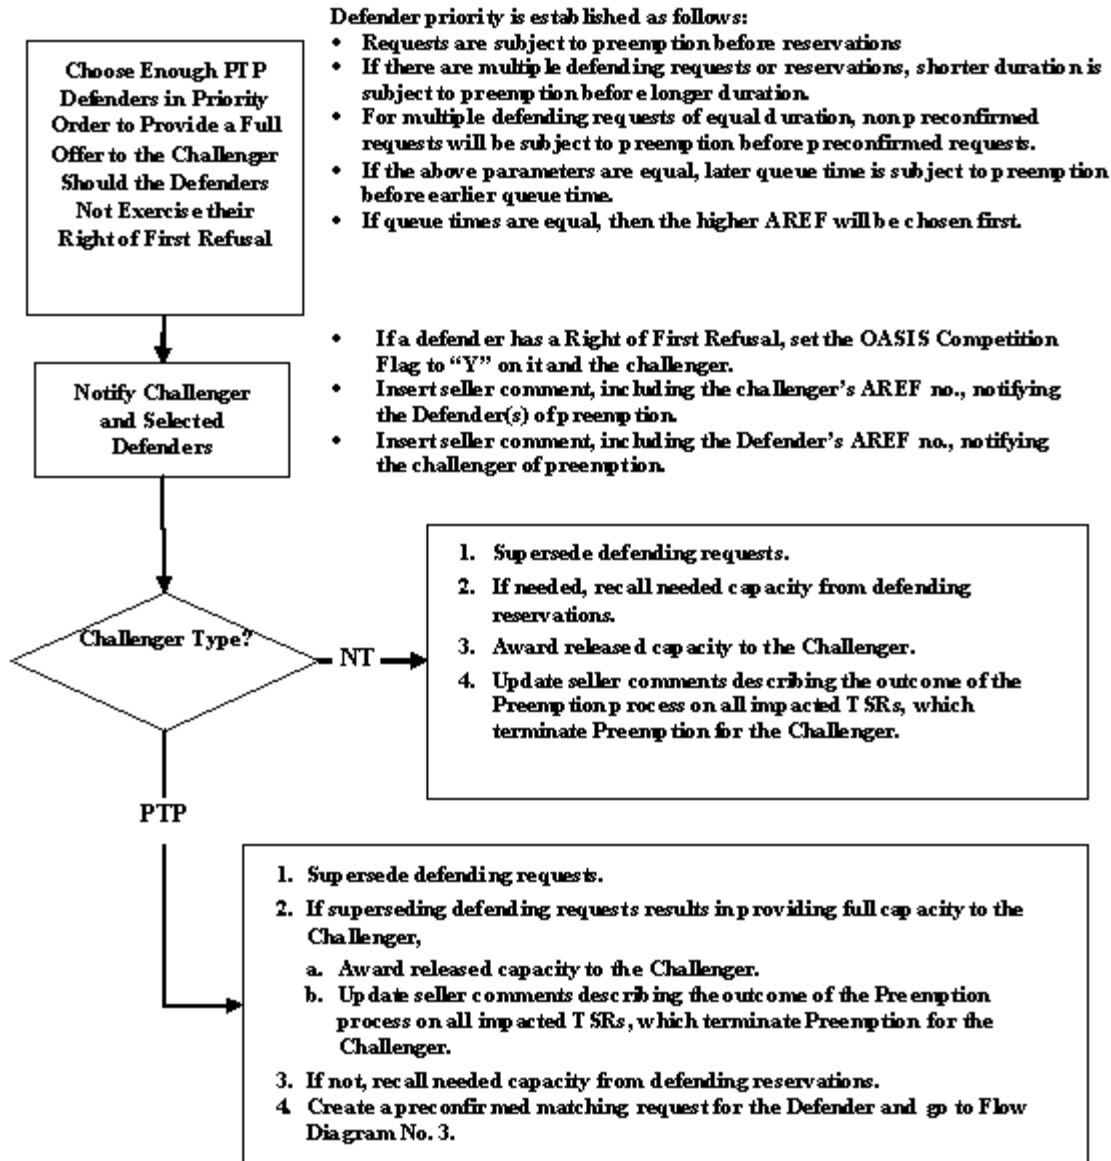 Defender priority is established as follows:
• Requests are subject to preemption before reservations
• If there are multiple defending requests or reservations, shorter duration is
subject to preemption before longer duration.
• For multiple defending requests of equal duration, non preconfirmed
requests will be subject to preemption before preconfirmed requests.
• If the above parameters are equal, later queue time is subject to preemption
before earlier queue time.
• If queue times are equal, then the higher AREF will be chosen first.
Choose Enough PTP
Defenders in Priority
Order to Provide a Full
Offer to the Challenger
Should the Defenders
Not Exercise their
Right of First Refusal
• If a defender has a Right of First Refusal, set the OASIS Competition
Flag to “Y” on it and the challenger.
• Insert seller comment, including the challenger’s AREF no., notifying
the Defender(s) of preemption.
• Insert seller comment, including the Defender’s AREF no., notifying
the challenger of preemption.
Notify Challenger
and Selected
Defenders
Challenger Type?
NT
1. Supersede defending requests.
2. If needed, recall needed capacity from defending
reservations.
3. Award released capacity to the Challenger.
4. Update seller comments describing the outcome of the
Preemption process on all impacted TSRs, which
terminate Preemption for the Challenger.
PTP
1. Supersede defending requests.
2. If superseding defending requests results in providing full capacity to the
Challenger,
a. Award released capacity to the Challenger.
b. Update seller comments describing the outcome of the Preemption
process on all impacted TSRs, which terminate Preemption for the
Challenger.
3. If not, recall needed capacity from defending reservations.
4. Create a preconfirmed matching request for the Defender and go to Flow
Diagram No. 3.